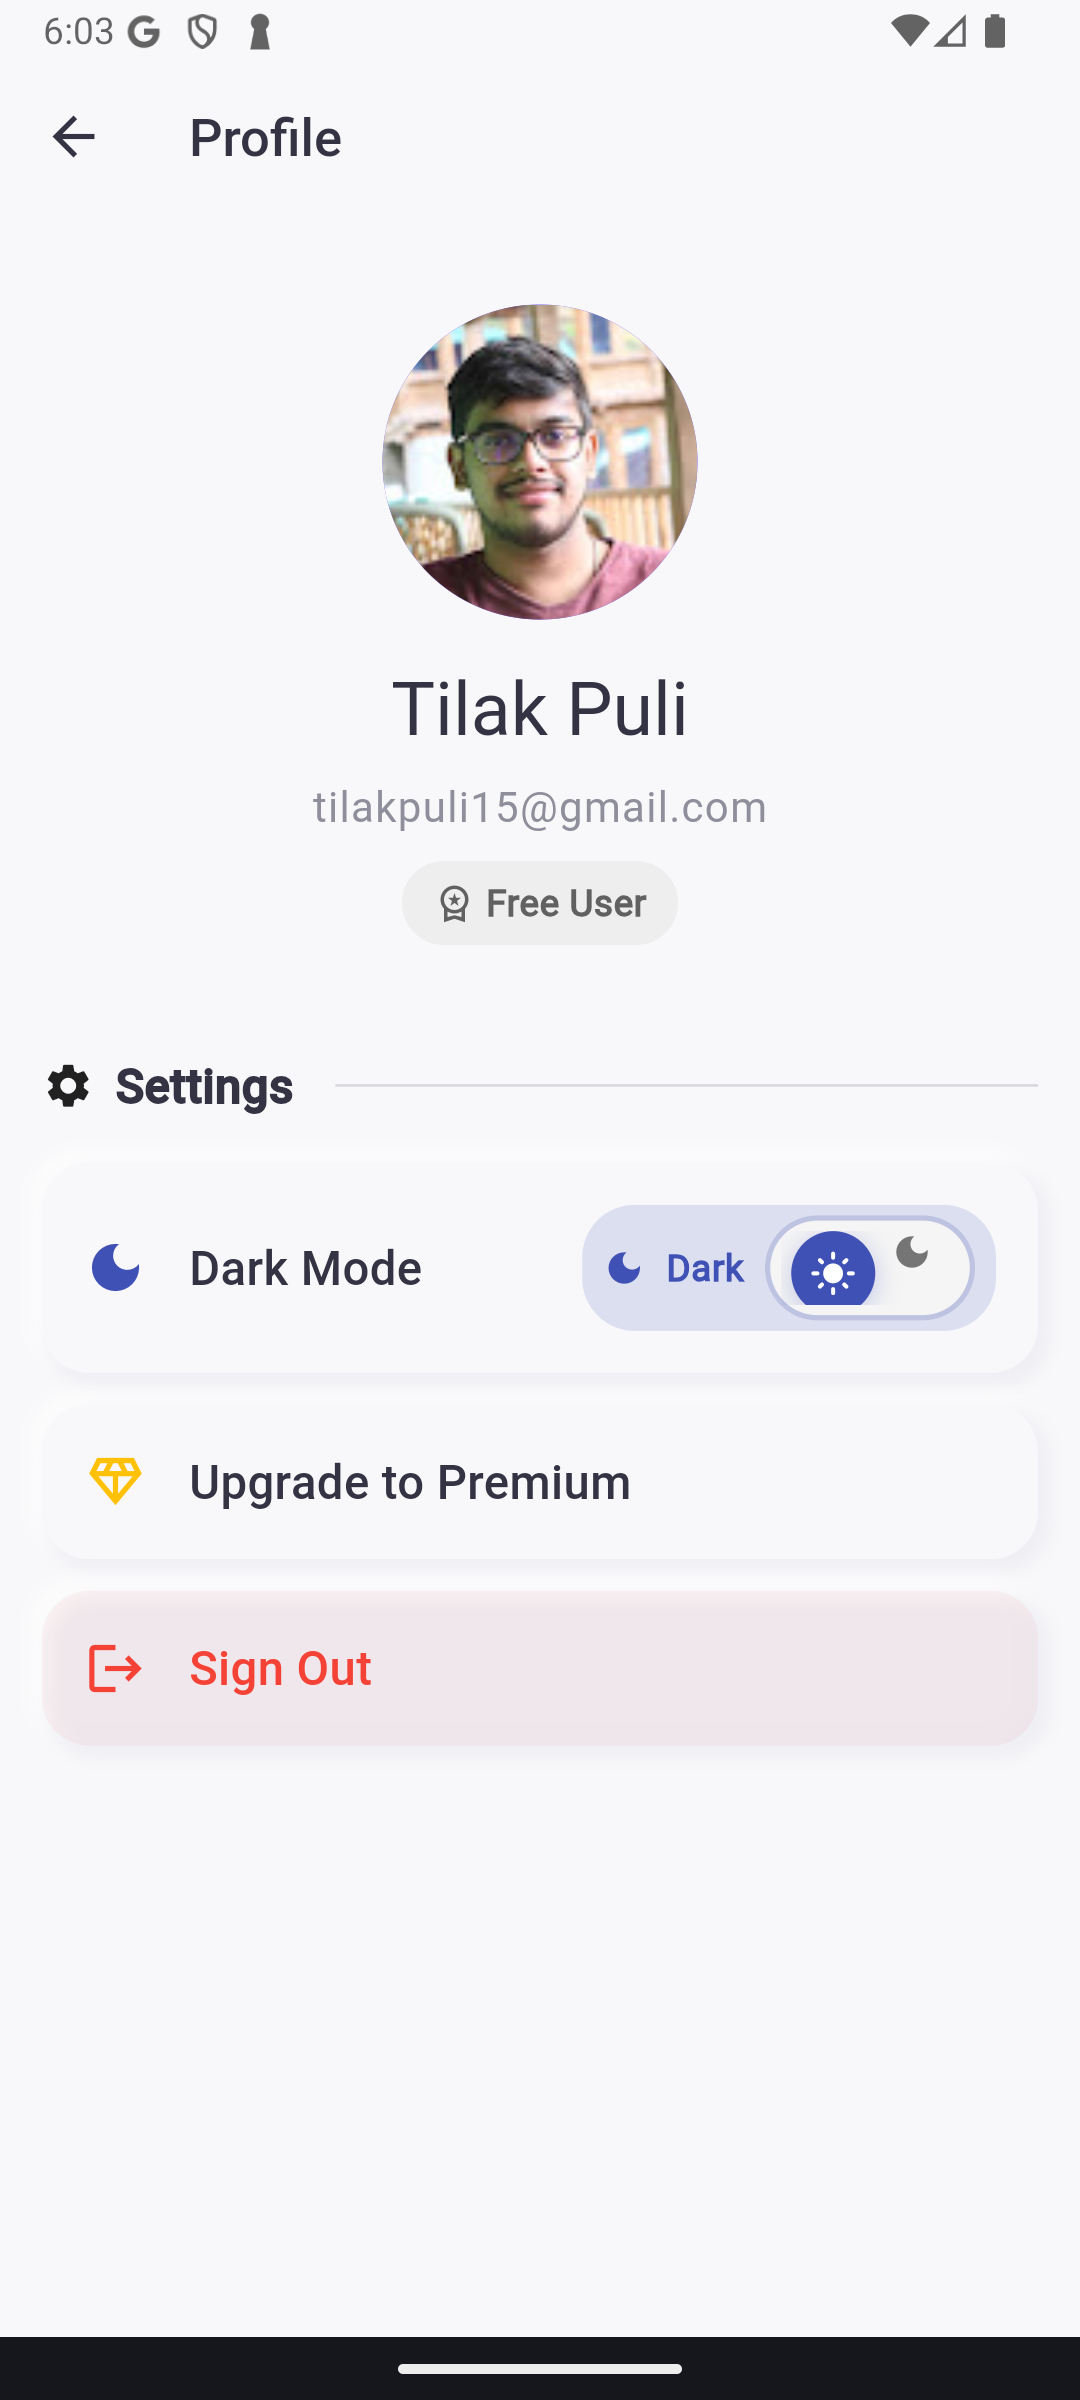 6:03
Profile
Tilak Puli
tilakpuli15@gmail.com
Free User
Settings
Dark Mode
Dark
Upgrade to Premium
Sign Out